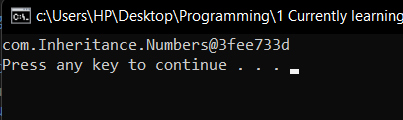 c:\Users\HP\Desktop\Programming\1 Currently learning
com.Inheritance.Numbers@3fee733d
Press any key to continue . . .